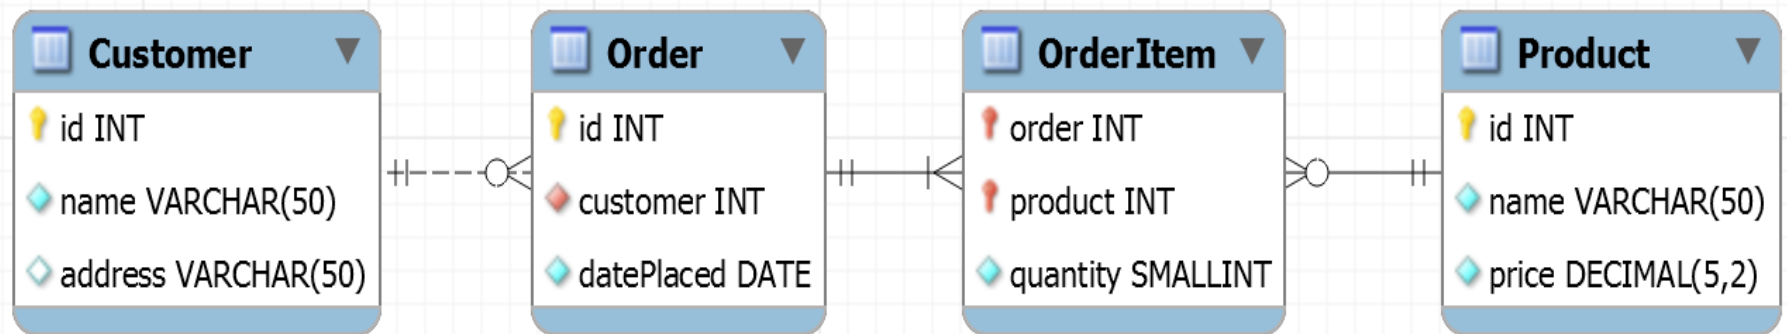 Customer
id INT
name VARCHAR(50)
address VARCHAR(50)
Order
id INT
customer INT
datePlaced DATE
OrderItem
order INT
product INT
quantity SMALLINT
Product
id INT
name VARCHAR(50)
price DECIMAL(5,2)